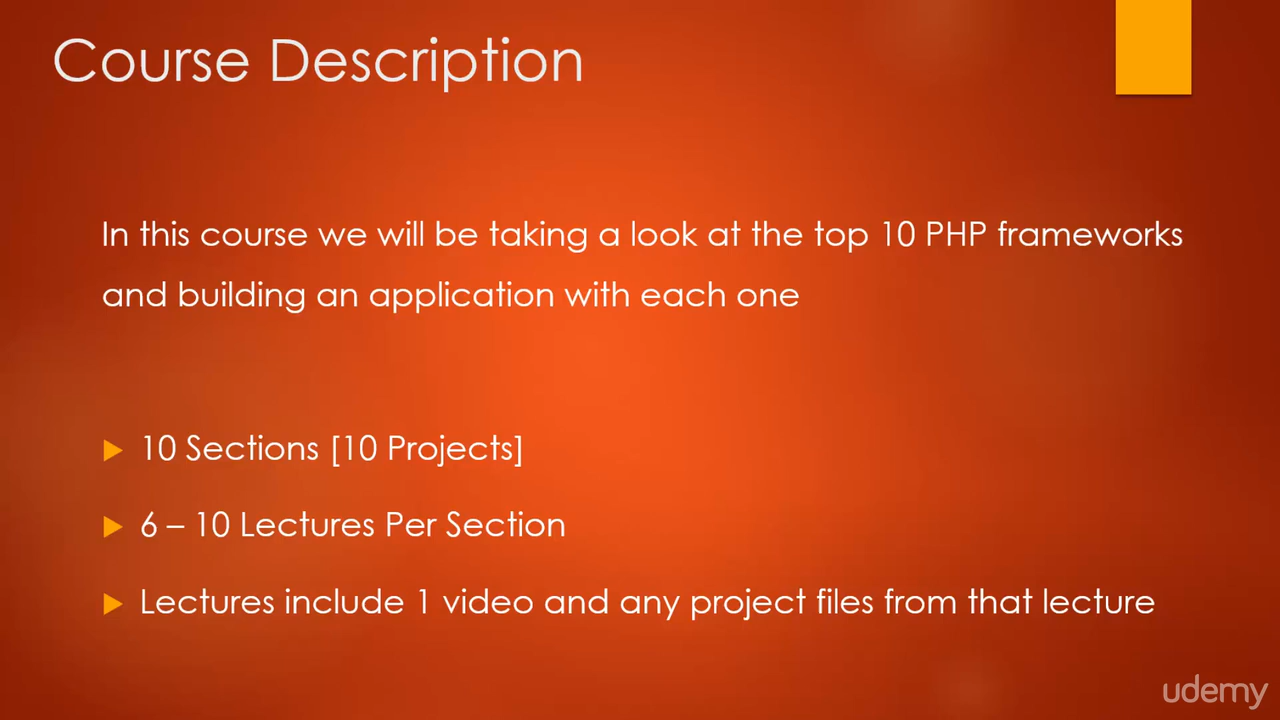 Course Description
In this course we will be taking a look at the top 10 PHP frameworks
and building an application with each one
10 Sections [10 Projects]
6 – 10 Lectures Per Section
Lectures include 1 video and any project files from that lecture
udemy